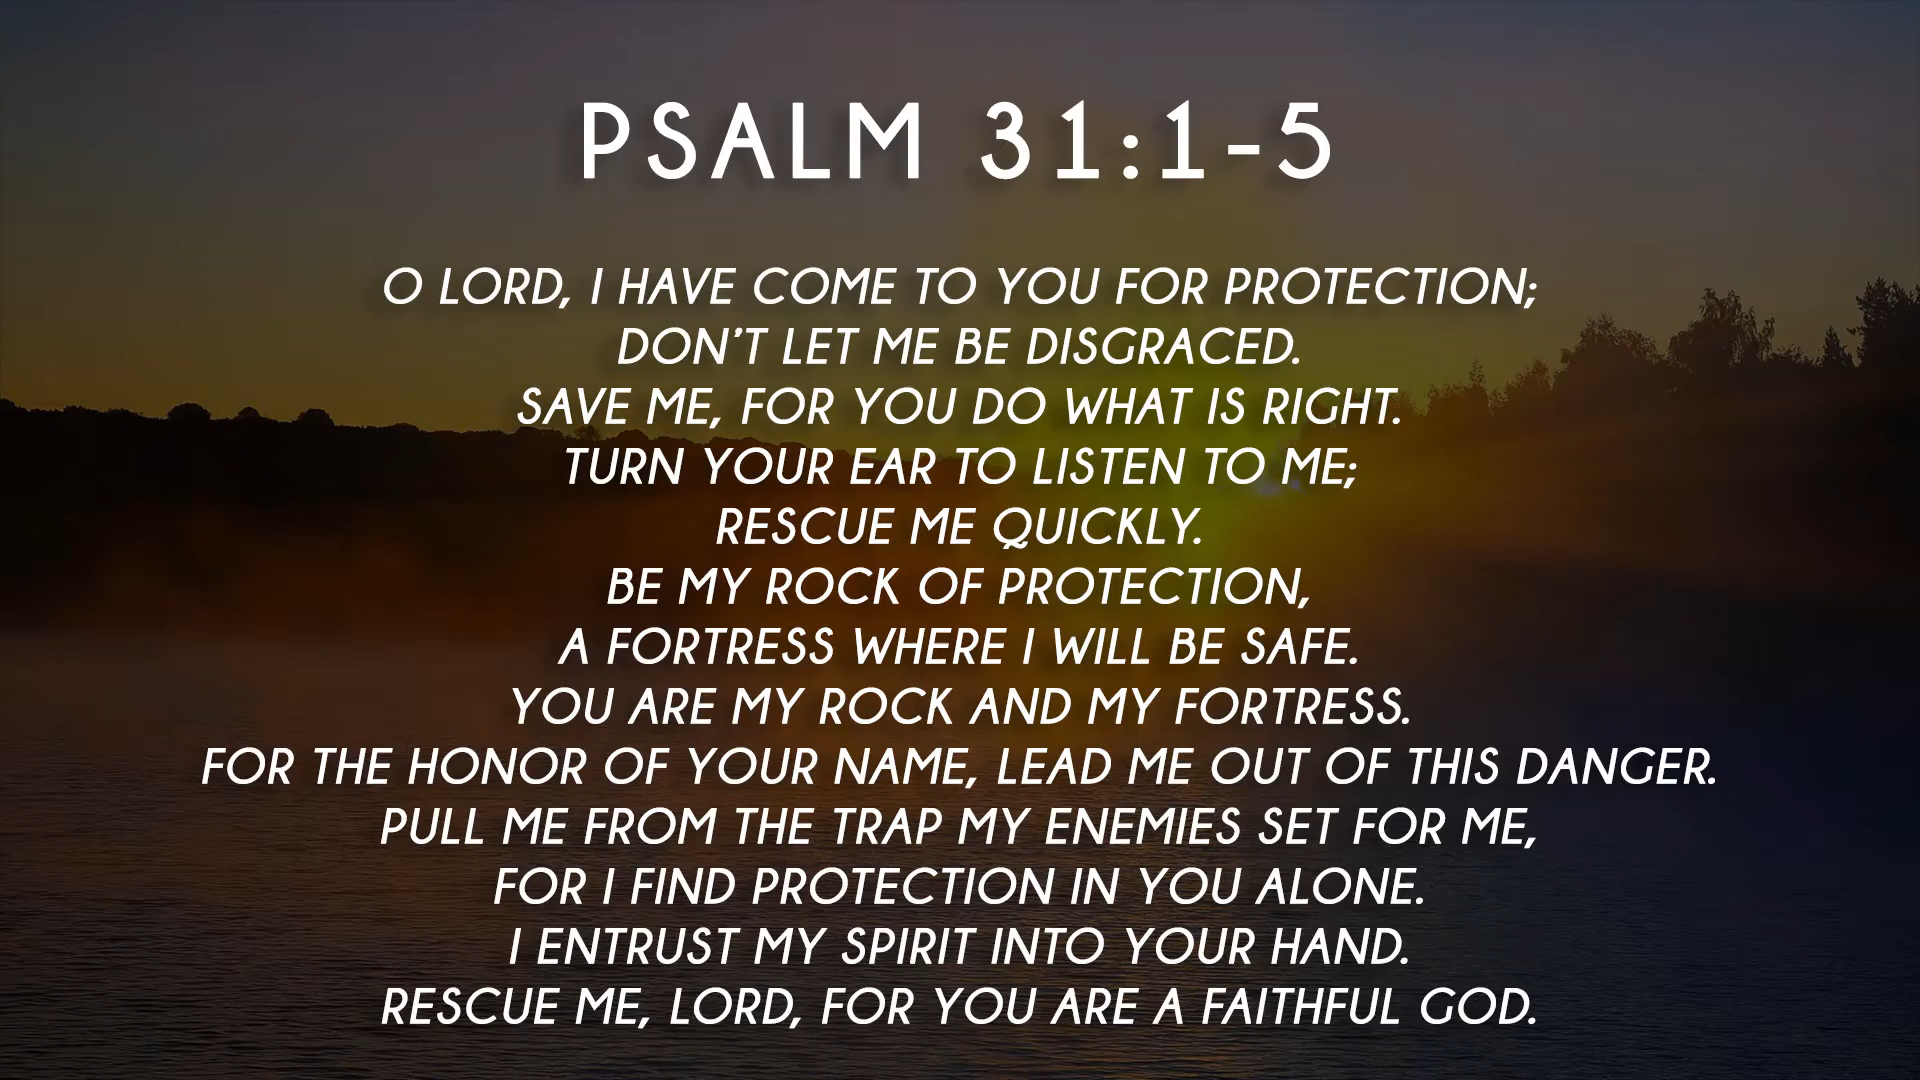 PSALM 31:1-5
O LORD, I HAVE COME TO YOU FOR PROTECTION;
DON’T LET ME BE DISGRACED.
SAVE ME, FOR YOU DO WHAT IS RIGHT.
TURN YOUR EAR TO LISTEN TO ME;
RESCUE ME QUICKLY.
BE MY ROCK OF PROTECTION,
A FORTRESS WHERE I WILL BE SAFE.
YOU ARE MY ROCK AND MY FORTRESS.
FOR THE HONOR OF YOUR NAME, LEAD ME OUT OF THIS DANGER.
PULL ME FROM THE TRAP MY ENEMIES SET FOR ME,
FOR I FIND PROTECTION IN YOU ALONE.
I ENTRUST MY SPIRIT INTO YOUR HAND.
RESCUE ME, LORD, FOR YOU ARE A FAITHFUL GOD.